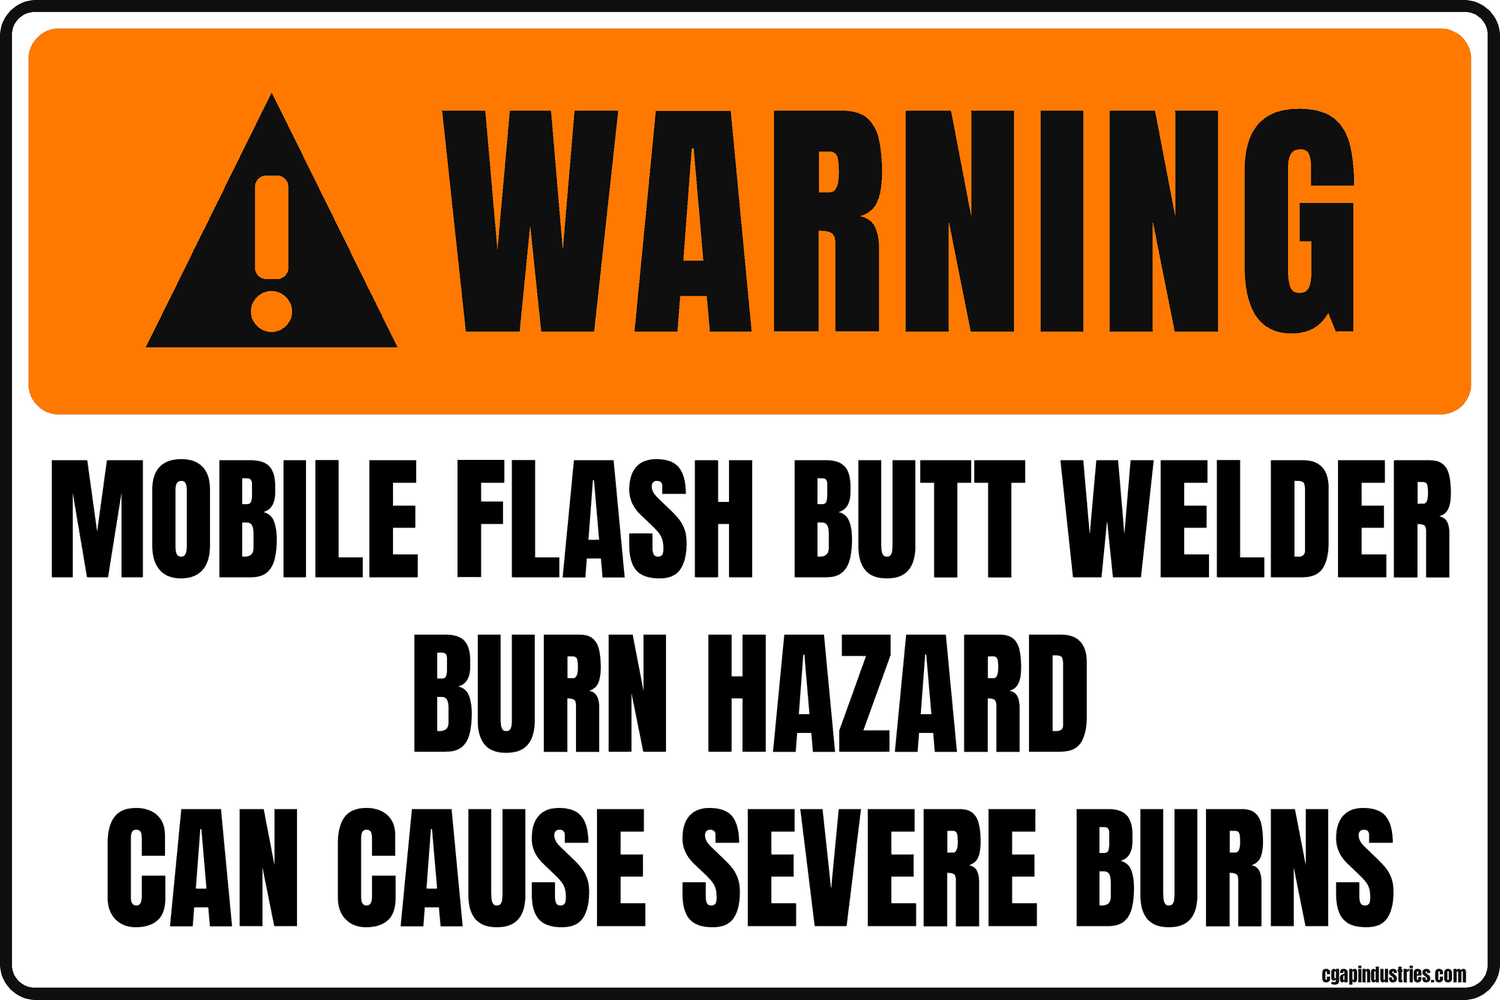 WARNING
MOBILE FLASH BUTT WELDER
BURN HAZARD
CAN CAUSE SEVERE BURNS
cgapindustries.com